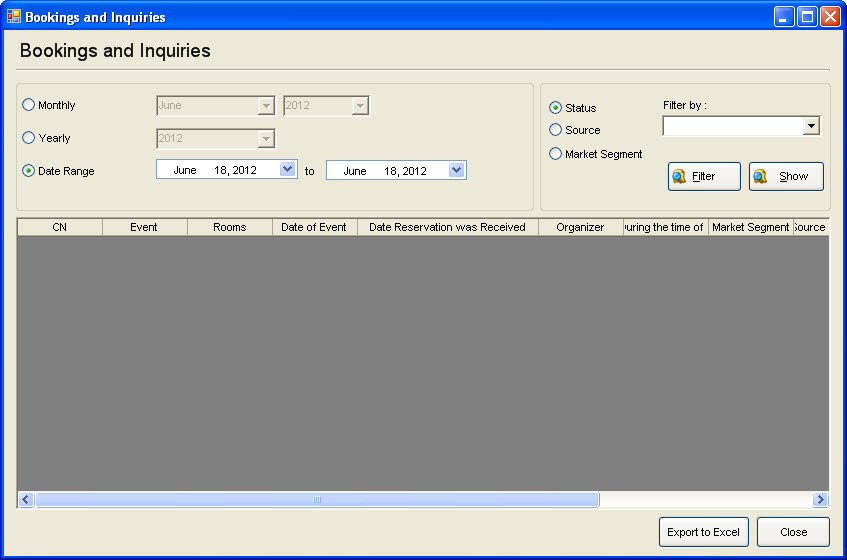 Bookings and Inquiries
Bookings and Inquiries
Monthly June 2012
Yearly 2012
Date Range June 18, 2012 to June 18, 2012
Status Filter by :
Source
Market Segment
Filter Show
CN Event Rooms Date of Event Date Reservation was Received Organizer uring the time of Market Segment Source
Export to Excel Close